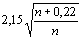 2,15√((n + 0,22)/n)